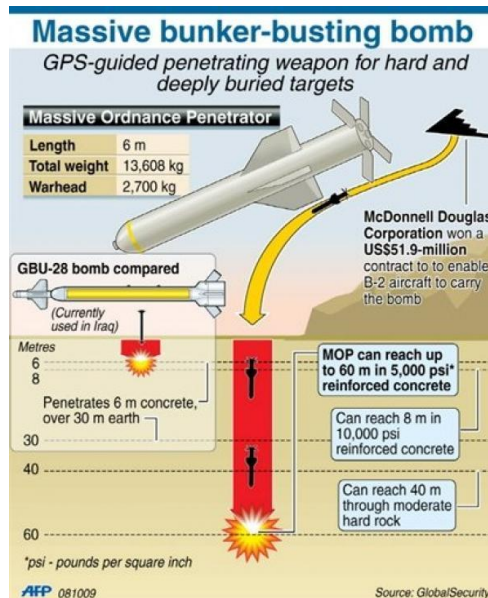 Massive bunker-busting bomb
GPS-guided penetrating weapon for hard and
deeply buried targets
Massive Ordnance Penetrator
Length 6 m
Total weight 13,608 kg
Warhead 2,700 kg
McDonnell Douglas
Corporation won a
US$51.9-million
contract to to enable
B-2 aircraft to carry
the bomb
GBU-28 bomb compared
(Currently
used in Iraq)
Metres
6
8
Penetrates 6 m concrete,
over 30 m earth
30
40
60
MOP can reach up
to 60 m in 5,000 psi*
reinforced concrete
Can reach 8 m in
10,000 psi
reinforced concrete
Can reach 40 m
through moderate
hard rock
*psi - pounds per square inch
AFP 081009
Source: GlobalSecurity